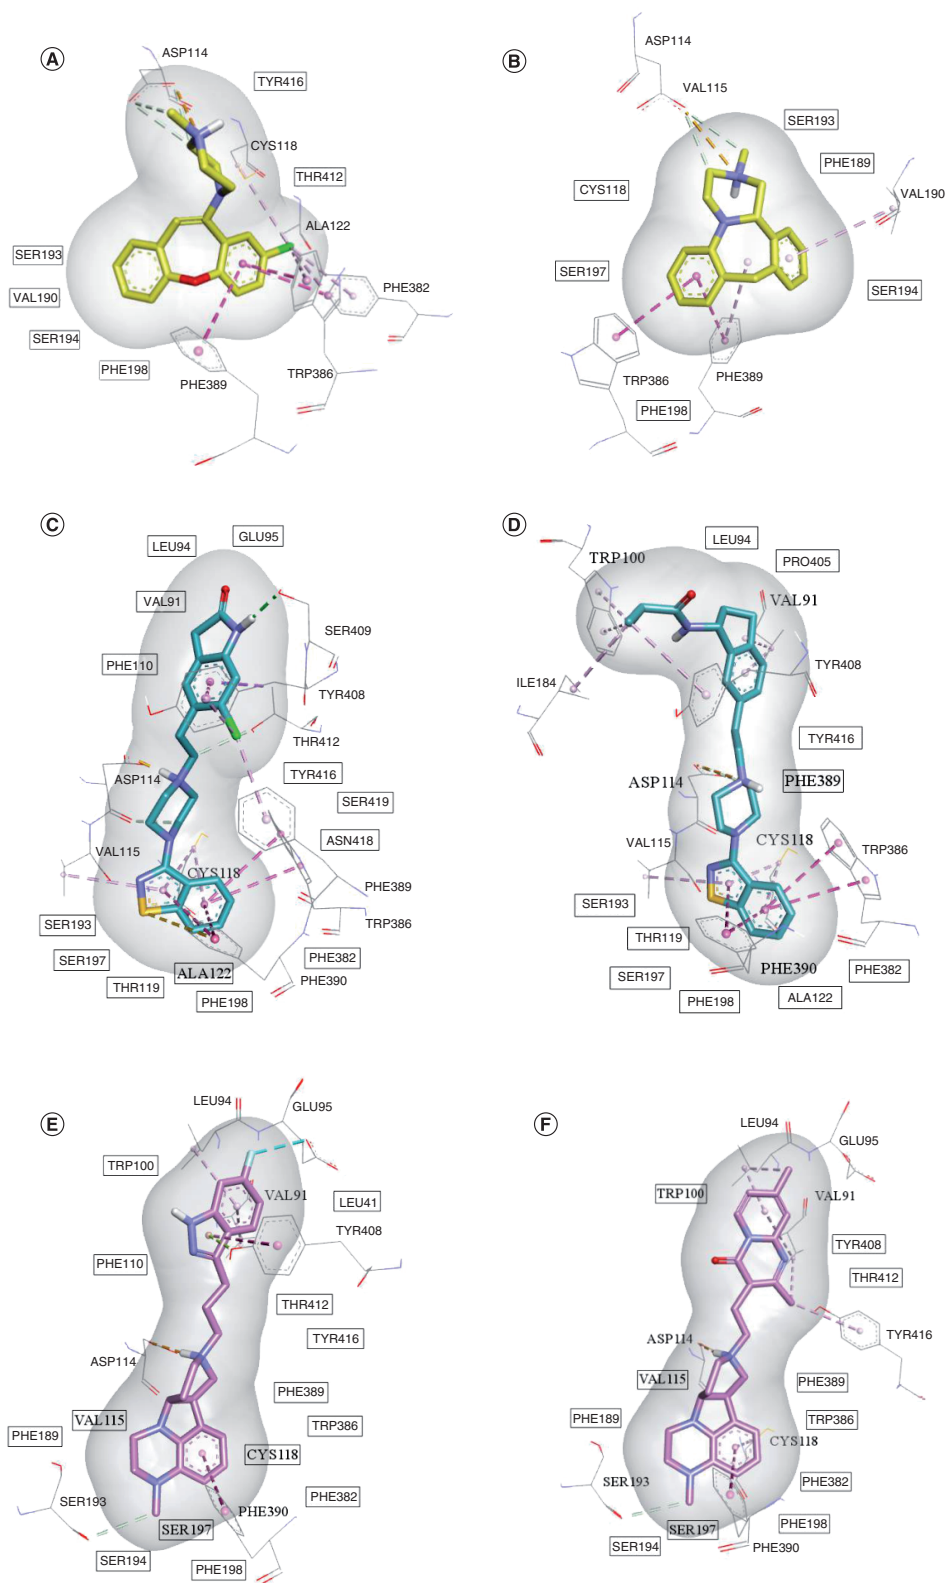 A
ASP114
TYR416
CYS118
THR412
ALA122
SER193
VAL190
SER194
PHE198
PHE389
PHE382
TRP386
B
ASP114
VAL115
SER193
PHE189
CYS118
VAL190
SER197
SER194
TRP386
PHE389
PHE198
C
LEU94
GLU95
VAL91
SER409
PHE110
TYR408
THR412
ASP114
TYR416
SER419
ASN418
VAL115
CYS118
PHE389
SER193
TRP386
SER197
PHE382
THR119
ALA122
PHE198
PHE390
D
LEU94
TRP100
PRO405
VAL91
ILE184
TYR408
TYR416
ASP114
PHE389
CYS118
VAL115
TRP386
SER193
THR119
SER197
PHE390
PHE382
PHE198
ALA122
E
LEU94
GLU95
TRP100
VAL91
LEU41
TYR408
PHE110
THR412
TYR416
ASP114
PHE389
VAL115
TRP386
PHE189
CYS118
SER193
PHE382
PHE390
SER197
SER194
PHE198
F
LEU94
GLU95
TRP100
VAL91
TYR408
THR412
TYR416
ASP114
VAL115
PHE389
PHE189
TRP386
CYS118
SER193
PHE382
SER197
PHE198
SER194
PHE390